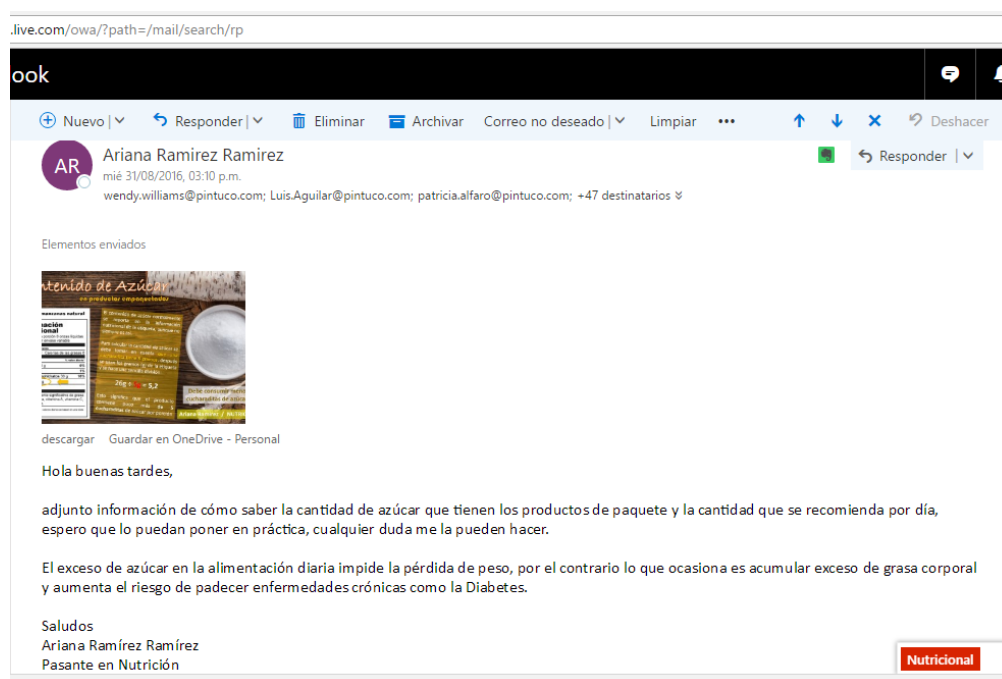 .live.com/owa/?path=/mail/search/rp
ook
Nuevo | Responder | Eliminar Archivar Correo no deseado | Limpiar ••• Deshacer
AR Ariana Ramirez Ramirez Responder |
mié 31/08/2016, 03:10 p.m.
wendy.williams@pintuco.com; Luis.Aguilar@pintuco.com; patricia.alfaro@pintuco.com; +47 destinatarios
Elementos enviados
ntenido de Azúcar
en productos empacados
26g ÷ = 5,2
descargar Guardar en OneDrive - Personal
Hola buenas tardes,
adjunto información de cómo saber la cantidad de azúcar que tienen los productos de paquete y la cantidad que se recomienda por día,
espero que lo puedan poner en práctica, cualquier duda me la pueden hacer.
El exceso de azúcar en la alimentación diaria impide la pérdida de peso, por el contrario lo que ocasiona es acumular exceso de grasa corporal
y aumenta el riesgo de padecer enfermedades crónicas como la Diabetes.
Saludos
Ariana Ramírez Ramírez
Pasante en Nutrición
Nutricional